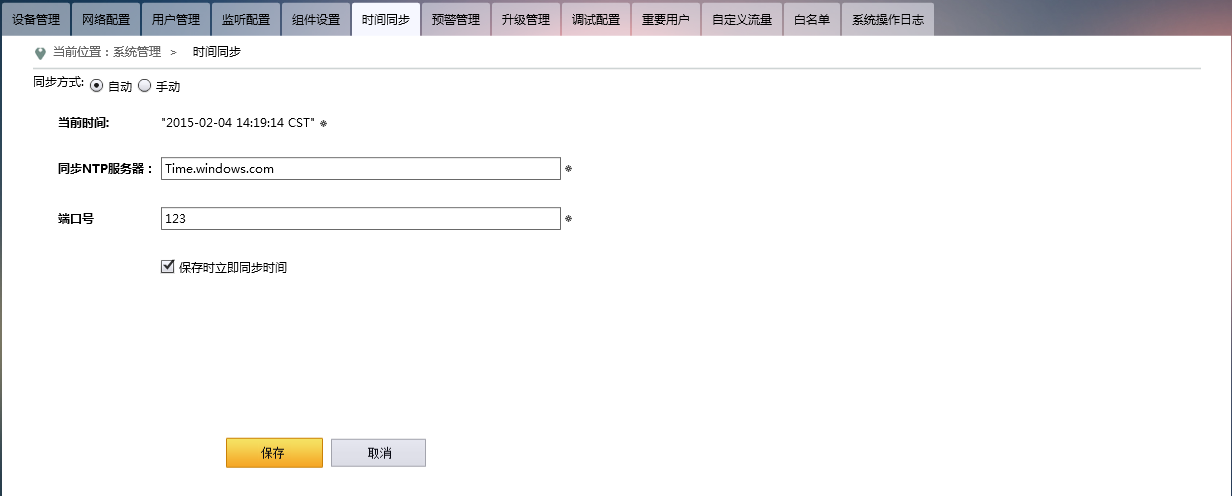 设备管理 网络配置 用户管理 监听配置 组件设置 时间同步 预警管理 升级管理 调试配置 重要用户 自定义流量 白名单 系统操作日志
当前位置：系统管理 > 时间同步
同步方式: 自动 手动
当前时间: "2015-02-04 14:19:14 CST" *
同步NTP服务器： Time.windows.com *
端口号 123 *
保存时立即同步时间
保存 取消